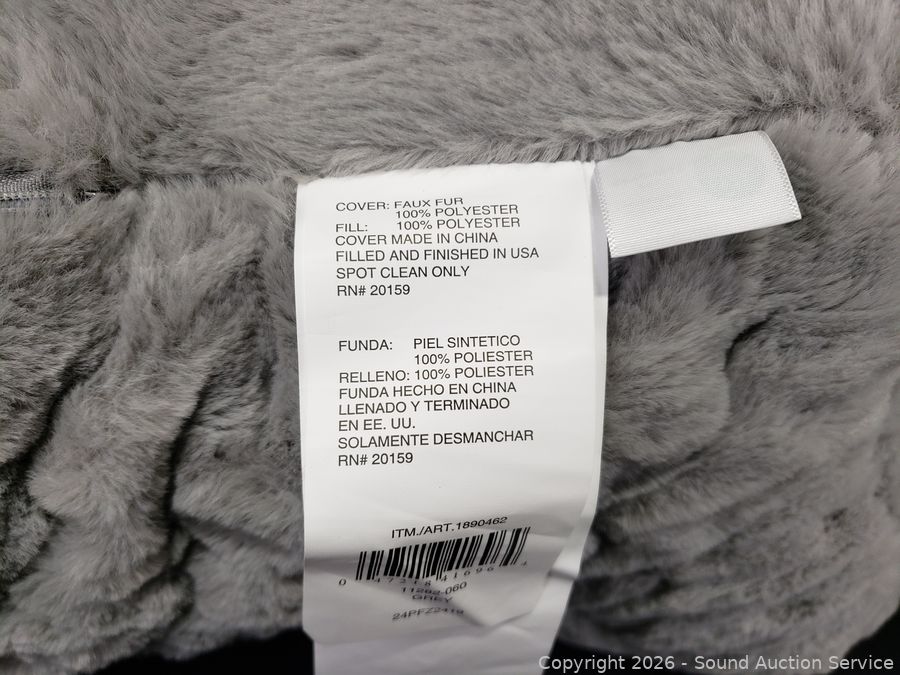 COVER: FAUX FUR
100% POLYESTER
FILL: 100% POLYESTER
COVER MADE IN CHINA
FILLED AND FINISHED IN USA
SPOT CLEAN ONLY
RN# 20159
FUNDA: PIEL SINTETICO
100% POLIESTER
RELLENO: 100% POLIESTER
FUNDA HECHO EN CHINA
LLENADO Y TERMINADO
EN EE. UU.
SOLAMENTE DESMANCHAR
RN# 20159
ITM./ART.1890462
GREY
Copyright 2026 - Sound Auction Service